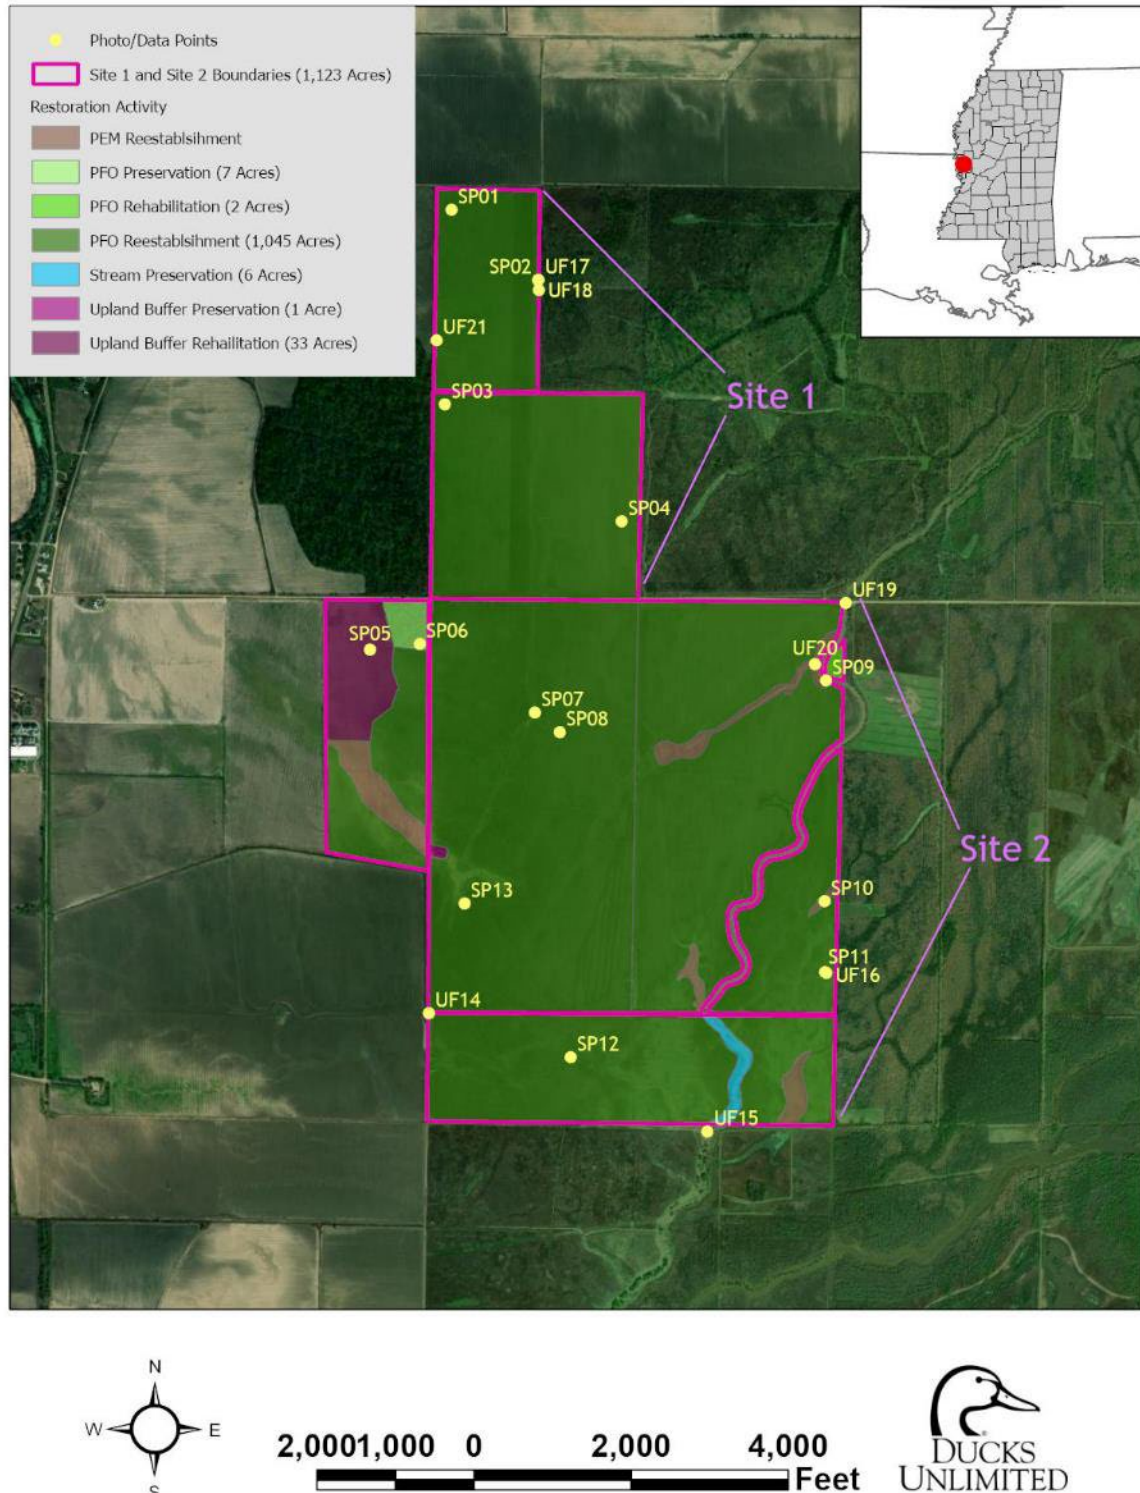 Photo/Data Points
Site 1 and Site 2 Boundaries (1,123 Acres)
Restoration Activity
PEM Reestablsihment
PFO Preservation (7 Acres)
PFO Rehabilitation (2 Acres)
PFO Reestablsihment (1,045 Acres)
Stream Preservation (6 Acres)
Upland Buffer Preservation (1 Acre)
Upland Buffer Rehailitation (33 Acres)
SP01
SP02 UF17
UF18
UF21
SP03
Site 1
SP04
UF19
SP05
SP06
UF20
SP09
SP07
SP08
Site 2
SP13
SP10
SP11
UF16
UF14
SP12
UF15
N
W E
S
2,0001,000 0 2,000 4,000
Feet
DUCKS
UNLIMITED